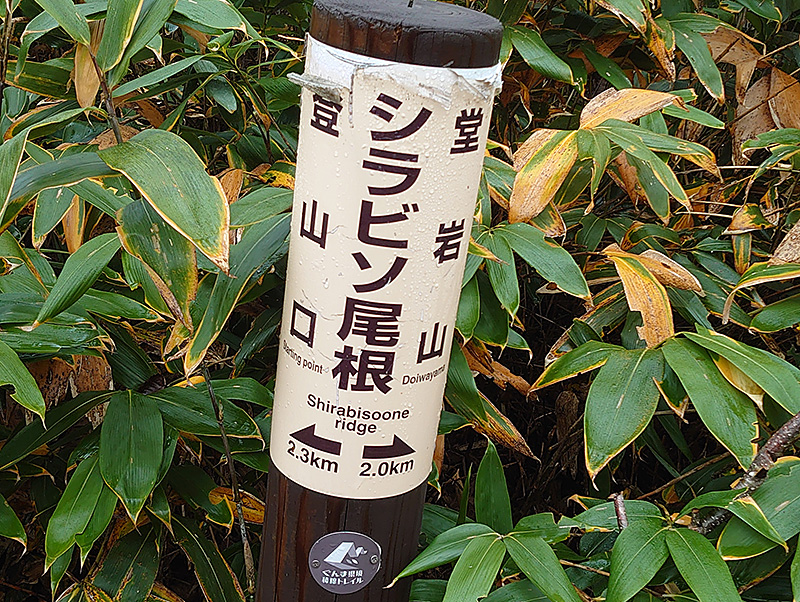 堂岩山
シラビソ尾根
登山口
Starting point
Doiwayama
Shirabisoone
ridge
2.3km
2.0km
ぐんま県境
稜線トレイル